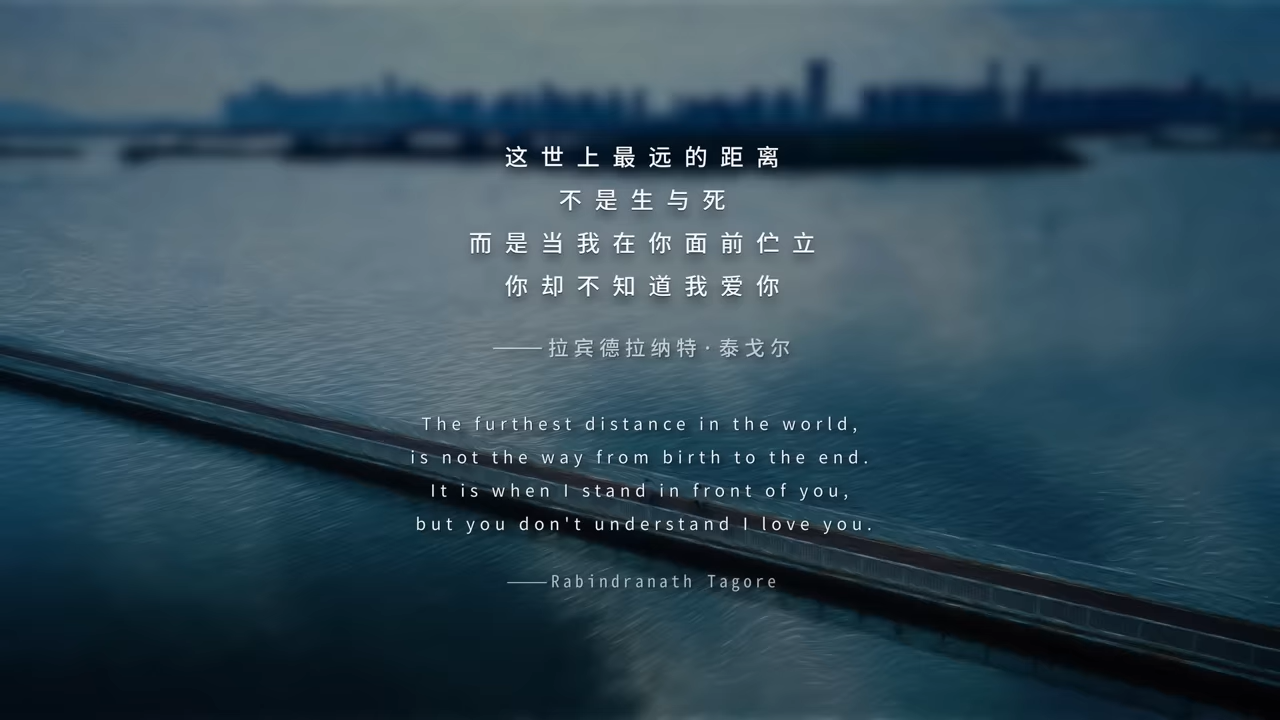 这世上最远的距离
不是生与死
而是当我在你面前伫立
你却不知道我爱你
——拉宾德拉纳特·泰戈尔
The furthest distance in the world,
is not the way from birth to the end.
It is when I stand in front of you,
but you don't understand I love you.
——Rabindranath Tagore